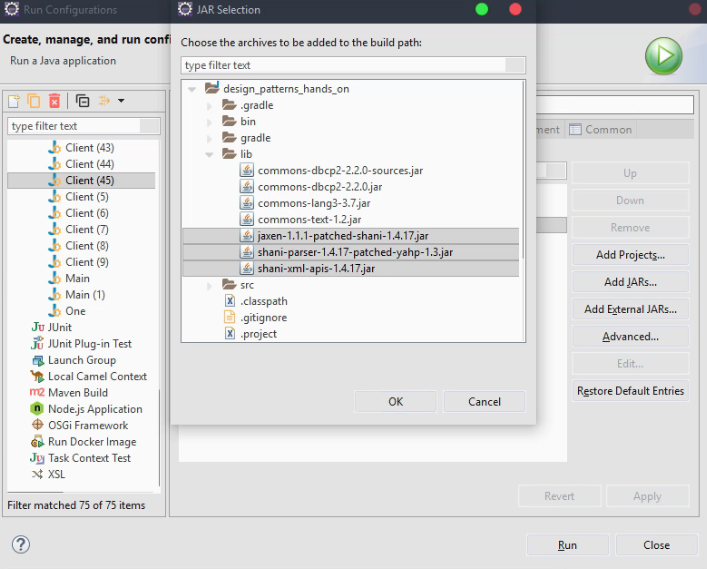 Run Configurations
Create, manage, and run confi
Run a Java application
type filter text
Client (43)
Client (44)
Client (45)
Client (5)
Client (6)
Client (7)
Client (8)
Client (9)
Main
Main (1)
One
JUnit
JUnit Plug-in Test
Launch Group
Local Camel Context
Maven Build
Node.js Application
OSGi Framework
Run Docker Image
Task Context Test
XSL
Filter matched 75 of 75 items
JAR Selection
Choose the archives to be added to the build path:
type filter text
design_patterns_hands_on
.gradle
bin
gradle
lib
commons-dbcp2-2.2.0-sources.jar
commons-dbcp2-2.2.0.jar
commons-lang3-3.7.jar
commons-text-1.2.jar
jaxen-1.1.1-patched-shani-1.4.17.jar
shani-parser-1.4.17-patched-yahp-1.3.jar
shani-xml-apis-1.4.17.jar
src
.classpath
.gitignore
.project
OK
Cancel
ment
Common
Up
Down
Remove
Add Projects...
Add JARs...
Add External JARs...
Advanced...
Edit...
Restore Default Entries
Revert
Apply
Run
Close